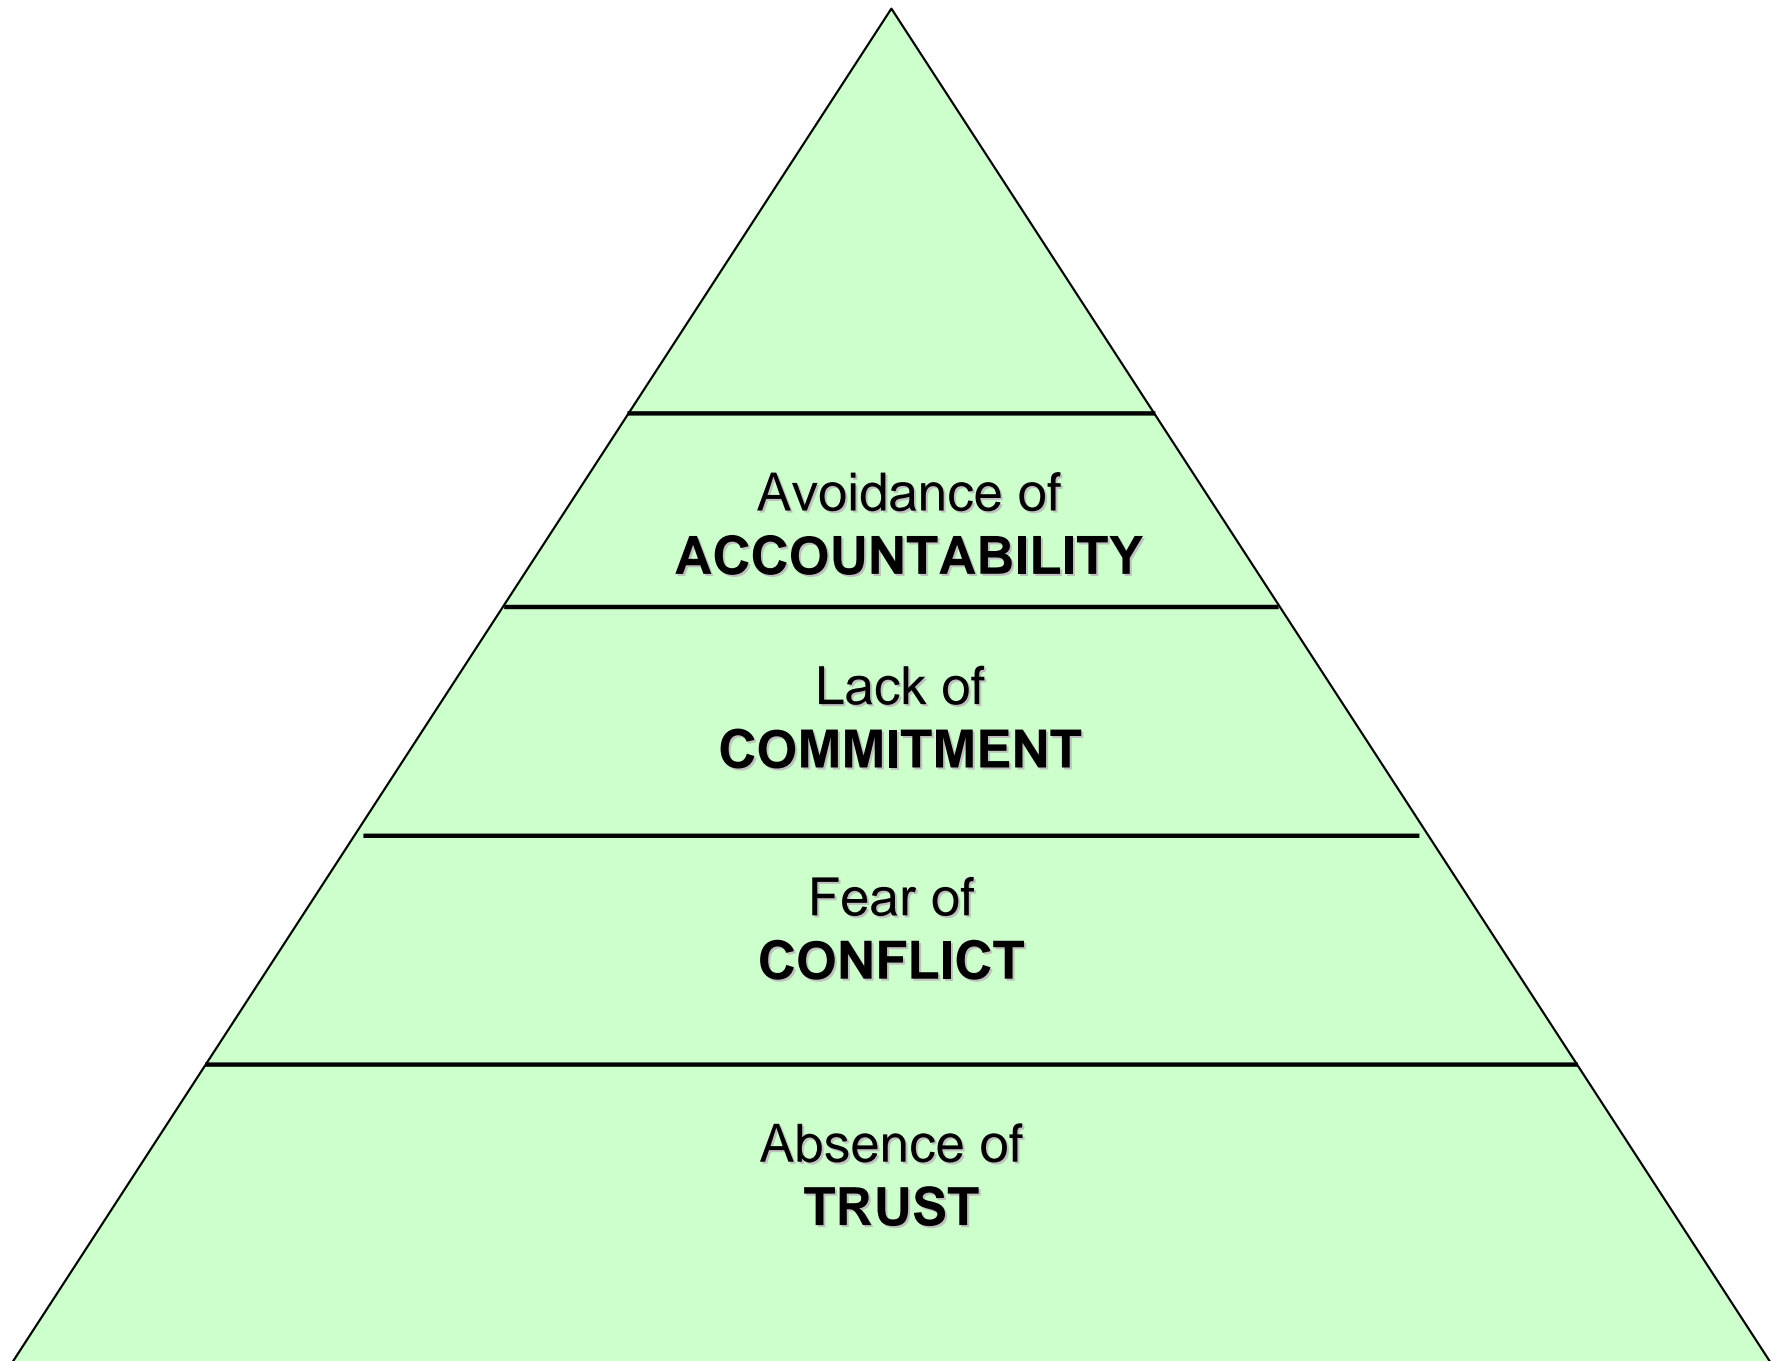 Avoidance of
ACCOUNTABILITY
Lack of
COMMITMENT
Fear of
CONFLICT
Absence of
TRUST